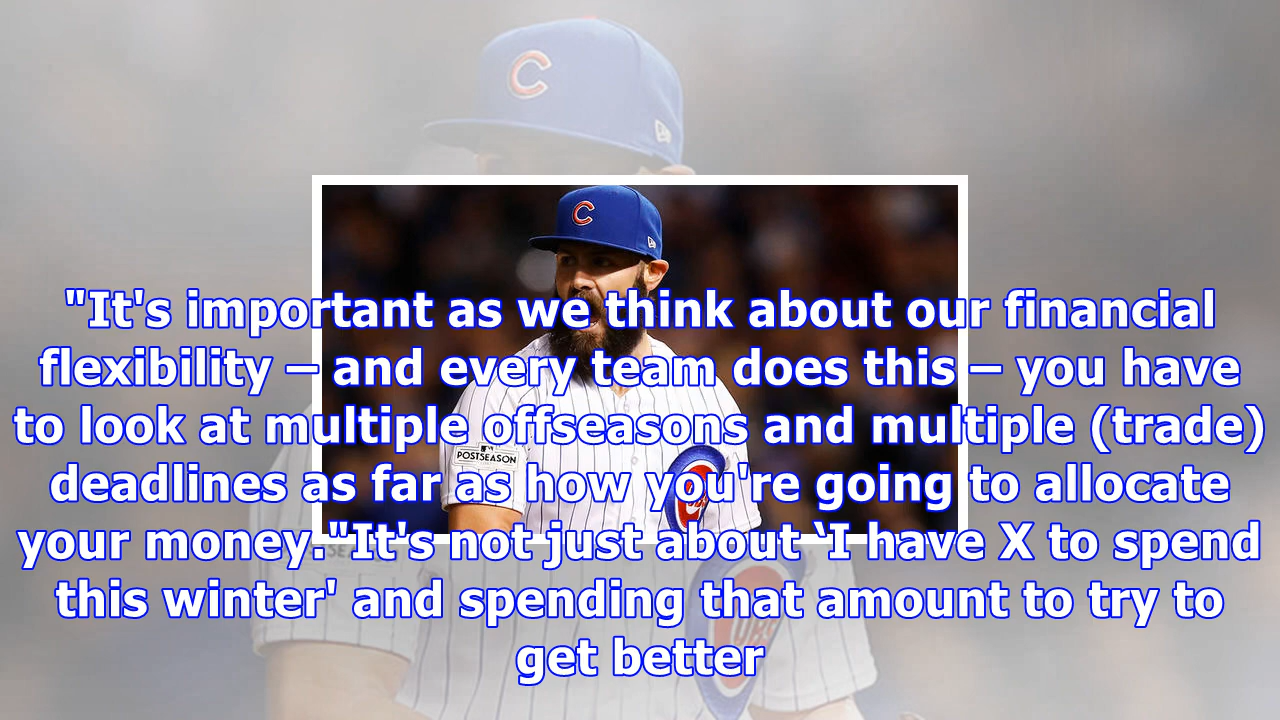 C
C
"It's important as we think about our financial
flexibility – and every team does this – you have
to look at multiple offseasons and multiple (trade)
POSTSEASON
deadlines as far as how you're going to allocate
your money."It's not just about ‘I have X to spend
this winter' and spending that amount to try to
get better